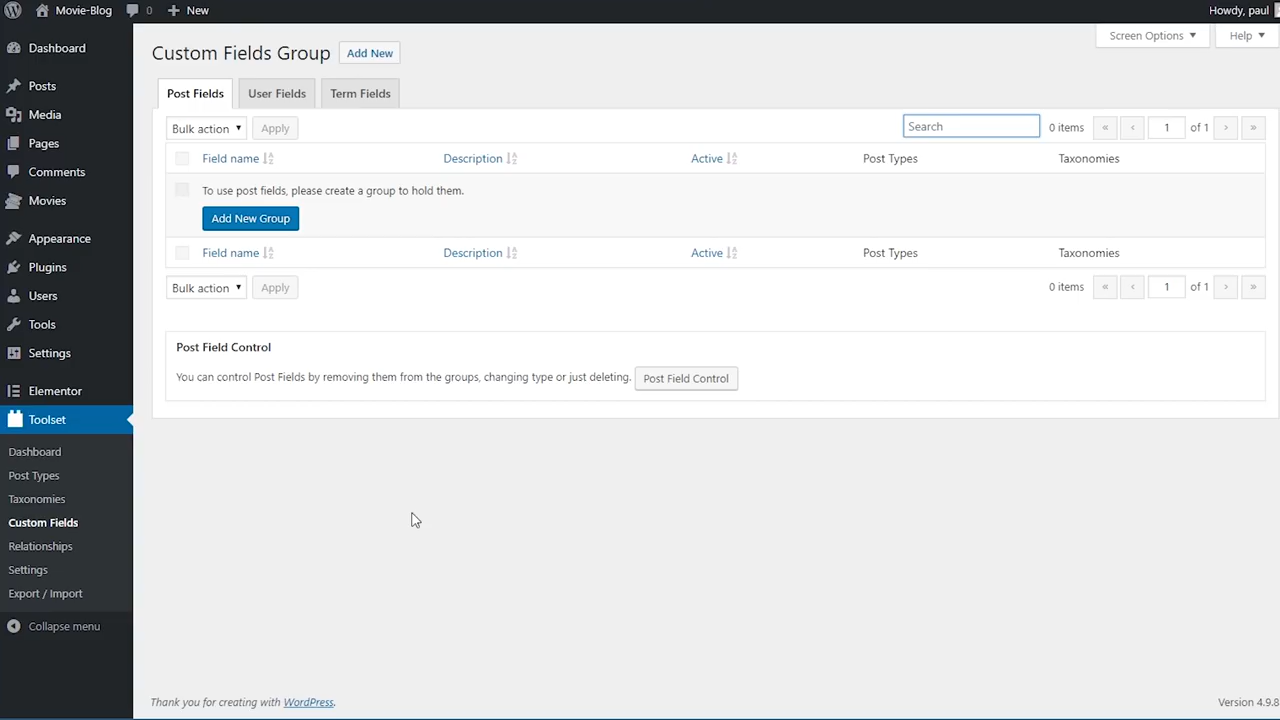 Movie-Blog 0 New Howdy, paul
Screen Options Help
Dashboard
Posts
Media
Pages
Comments
Movies
Appearance
Plugins
Users
Tools
Settings
Elementor
Toolset
Dashboard
Post Types
Taxonomies
Custom Fields
Relationships
Settings
Export / Import
Collapse menu
Custom Fields Group Add New
Post Fields User Fields Term Fields
Bulk action Apply Search 0 items « ‹ 1 of 1 › »
Field name Description Active Post Types Taxonomies
To use post fields, please create a group to hold them.
Add New Group
Field name Description Active Post Types Taxonomies
Bulk action Apply 0 items « ‹ 1 of 1 › »
Post Field Control
You can control Post Fields by removing them from the groups, changing type or just deleting. Post Field Control
Thank you for creating with WordPress. Version 4.9.8